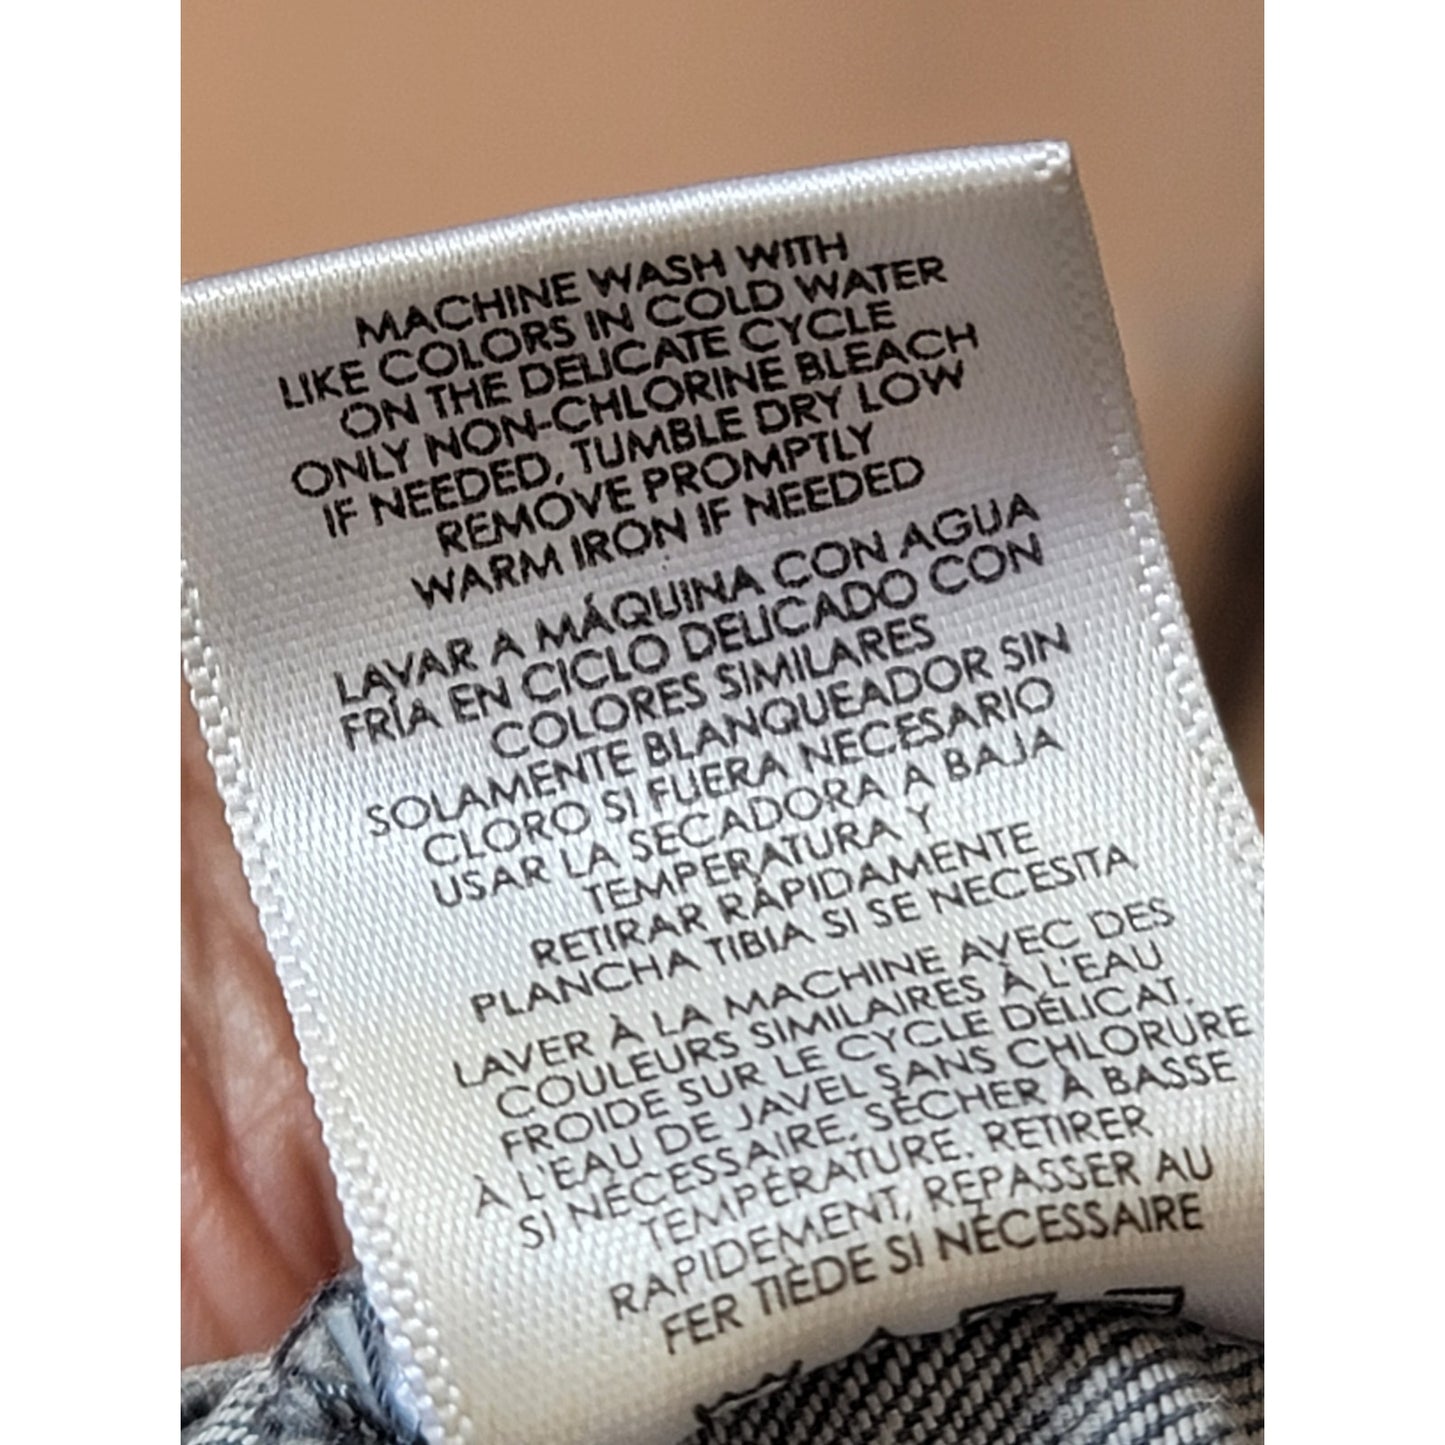 MACHINE WASH WITH
LIKE COLORS IN COLD WATER
ON THE DELICATE CYCLE
ONLY NON-CHLORINE BLEACH
IF NEEDED, TUMBLE DRY LOW
REMOVE PROMPTLY
WARM IRON IF NEEDED
LAVAR A MÁQUINA CON AGUA
FRÍA EN CICLO DELICADO CON
COLORES SIMILARES
SOLAMENTE BLANQUEADOR SIN
CLORO SI FUERA NECESARIO
USAR LA SECADORA A BAJA
TEMPERATURA Y
RETIRAR RÁPIDAMENTE
PLANCHA TIBIA SI SE NECESITA
LAVER À LA MACHINE AVEC DES
COULEURS SIMILAIRES À L'EAU
FROIDE SUR LE CYCLE DÉLICAT.
À L'EAU DE JAVEL SANS CHLORURE
SI NÉCESSAIRE. SÉCHER À BASSE
TEMPÉRATURE. RETIRER
RAPIDEMENT, REPASSER AU
FER TIÈDE SI NÉCESSAIRE